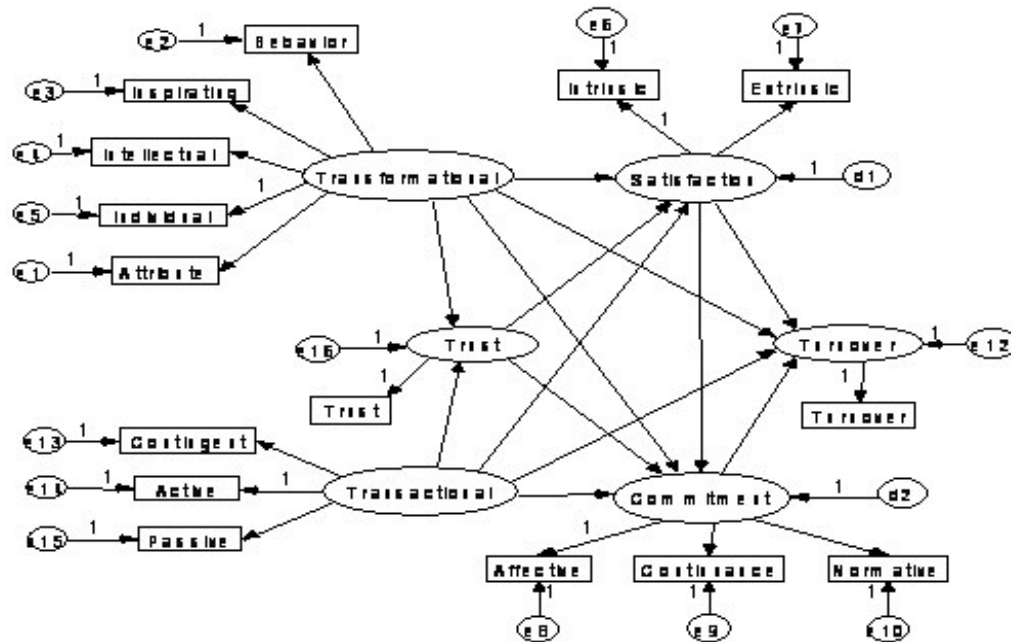 e2
1
Behavior
e6
1
Intrinsic
e7
1
Extrinsic
e3
1
Inspirating
1
Intellectual
e5
1
Individual
e1
1
Attribute
Transformational
1
Satisfaction
1
1
d1
e16
1
Trust
1
Trust
Turnover
1
e12
1
Turnover
e13
1
Contingent
e14
1
Active
1
e15
1
Passive
Transactional
Commitment
1
d2
1
Affective
1
e8
Continuance
1
e9
Normative
1
e10